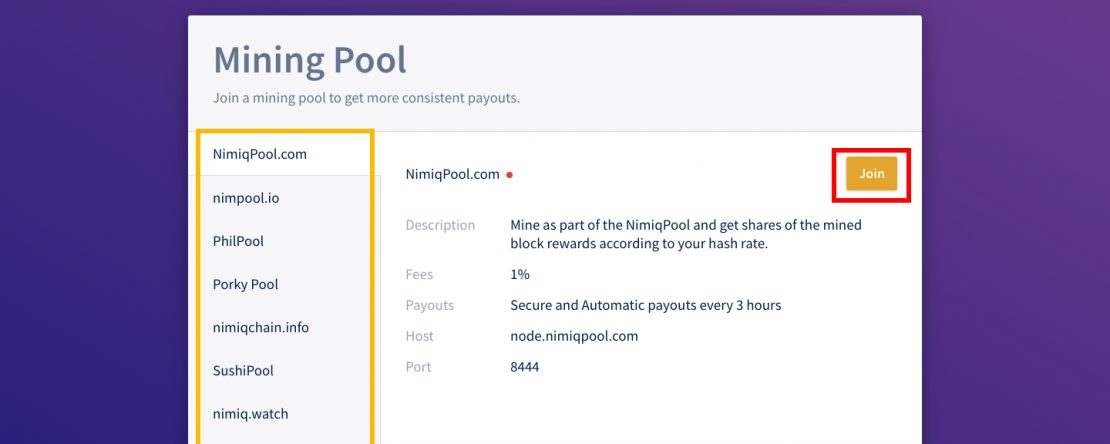 Mining Pool
Join a mining pool to get more consistent payouts.
NimiqPool.com
nimpool.io
PhilPool
Porky Pool
nimiqchain.info
SushiPool
nimiq.watch
NimiqPool.com
Join
Description Mine as part of the NimiqPool and get shares of the mined
block rewards according to your hash rate.
Fees 1%
Payouts Secure and Automatic payouts every 3 hours
Host node.nimiqpool.com
Port 8444